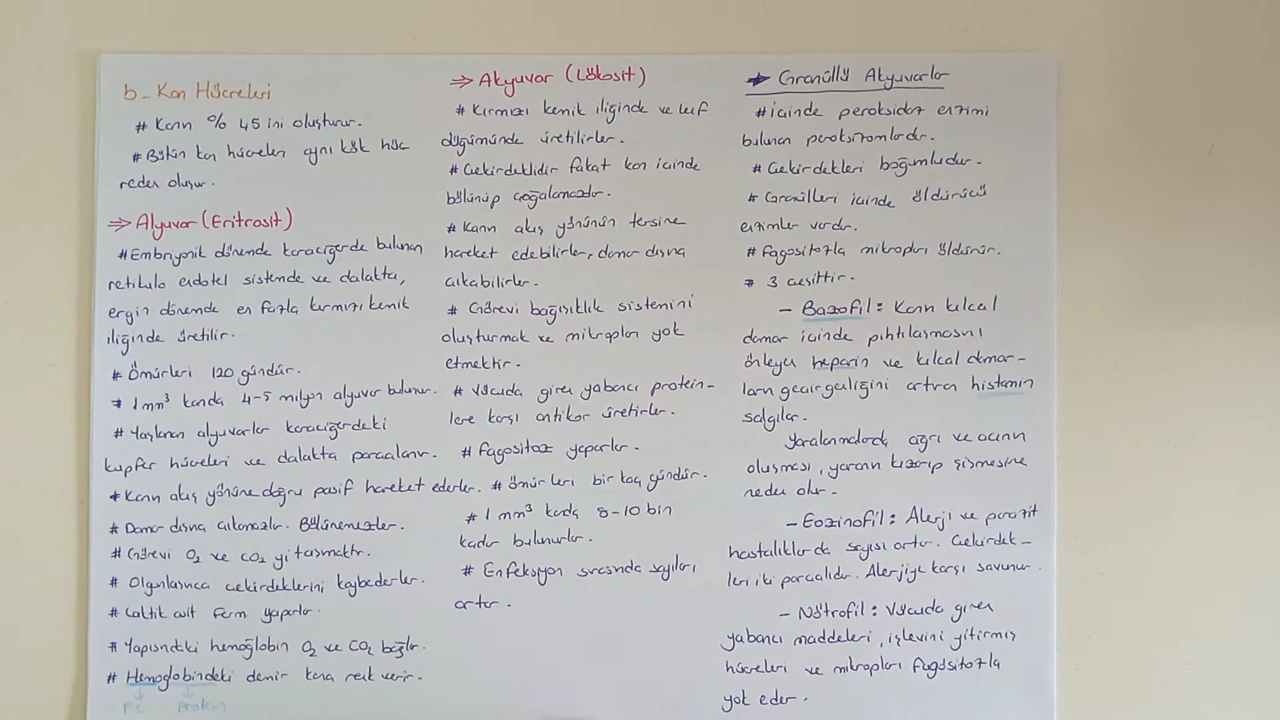 b- Kan Hücreleri
# Kanın % 45 ini oluşturur.
# Bütün kan hücreleri aynı kök hüc
reden oluşur.
⇒ Alyuvar (Eritrosit)
# Embriyonik dönemde karaciğerde bulunan
retikulo endotel sistemde ve dalakta,
ergin dönemde en fazla kırmızı kemik
iliğinde üretilir.
# Ömürleri 120 gündür.
# 1 mm³ kanda 4-5 milyon alyuvar bulunur.
# Yaşlanan alyuvarlar karaciğerdeki
kupfer hücreleri ve dalakta parçalanır.
# Kanın akış yönüne doğru pasif hareket ederler.
# Damar dışına çıkamazlar. Bölünemezler.
# Görevi O₂ ve CO₂ yi taşımaktır.
# Olgunlaşınca çekirdeklerini kaybederler.
# Laktik asit ferm yaparlar.
# Yapısındaki hemoglobin O₂ ve CO₂ bağlar.
# Hemoglobindeki demir kana renk verir.
Fe Protein
⇒ Akyuvar (Lökosit)
# Kırmızı kemik iliğinde ve lenf
düğümünde üretilirler.
# Çekirdeklidir fakat kan içinde
bölünüp çoğalamazlar.
# Kanın akış yönünün tersine
hareket edebilirler, damar dışına
çıkabilirler.
# Görevi bağışıklık sistemini
oluşturmak ve mikropları yok
etmektir.
# Vücuda giren yabancı protein-
lere karşı antikor üretirler.
# Fagositoz yaparlar.
# Ömürleri bir kaç gündür.
# 1 mm³ kanda 8-10 bin
kadar bulunurlar.
# Enfeksiyon sırasında sayıları
artar.
→ Granüllü Akyuvarlar
# içinde peroksidaz enzimi
bulunan peroksizomlardır.
# Çekirdekleri boğumludur.
# Granülleri içinde öldürücü
enzimler vardır.
# Fagositozla mikropları öldürür.
# 3 çeşittir.
- Bazofil: Kanın kılcal
damar içinde pıhtılaşmasını
önleyen heparin ve kılcal damar-
ların geçirgenliğini artıran histamin
salgılar.
Yaralanmalarda, ağrı ve acının
oluşması, yaranın kızarıp şişmesine
neden olur.
- Eozinofil: Alerji ve parazit
hastalıklarda sayısı artar. Çekirdek-
leri iki parçalıdır. Alerjiye karşı savunur.
- Nötrofil: Vücuda giren
yabancı maddeleri, işlevini yitirmiş
hücreleri ve mikropları fagositozla
yok eder.